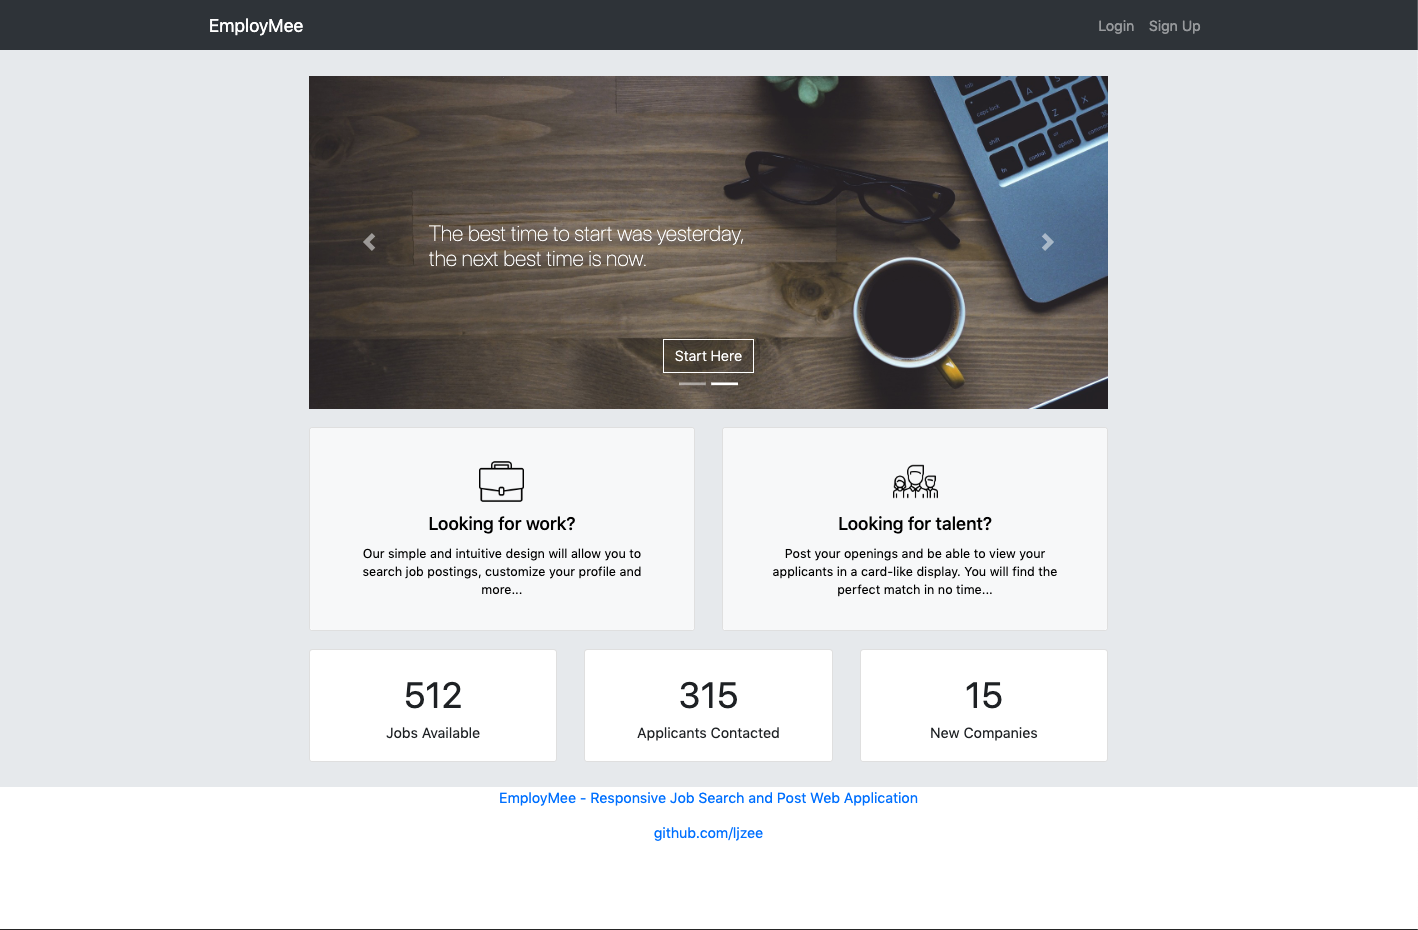 EmployMee
Login Sign Up
The best time to start was yesterday,
the next best time is now.
Start Here
Looking for work?
Our simple and intuitive design will allow you to
search job postings, customize your profile and
more...
Looking for talent?
Post your openings and be able to view your
applicants in a card-like display. You will find the
perfect match in no time...
512
Jobs Available
315
Applicants Contacted
15
New Companies
EmployMee - Responsive Job Search and Post Web Application
github.com/ljzee